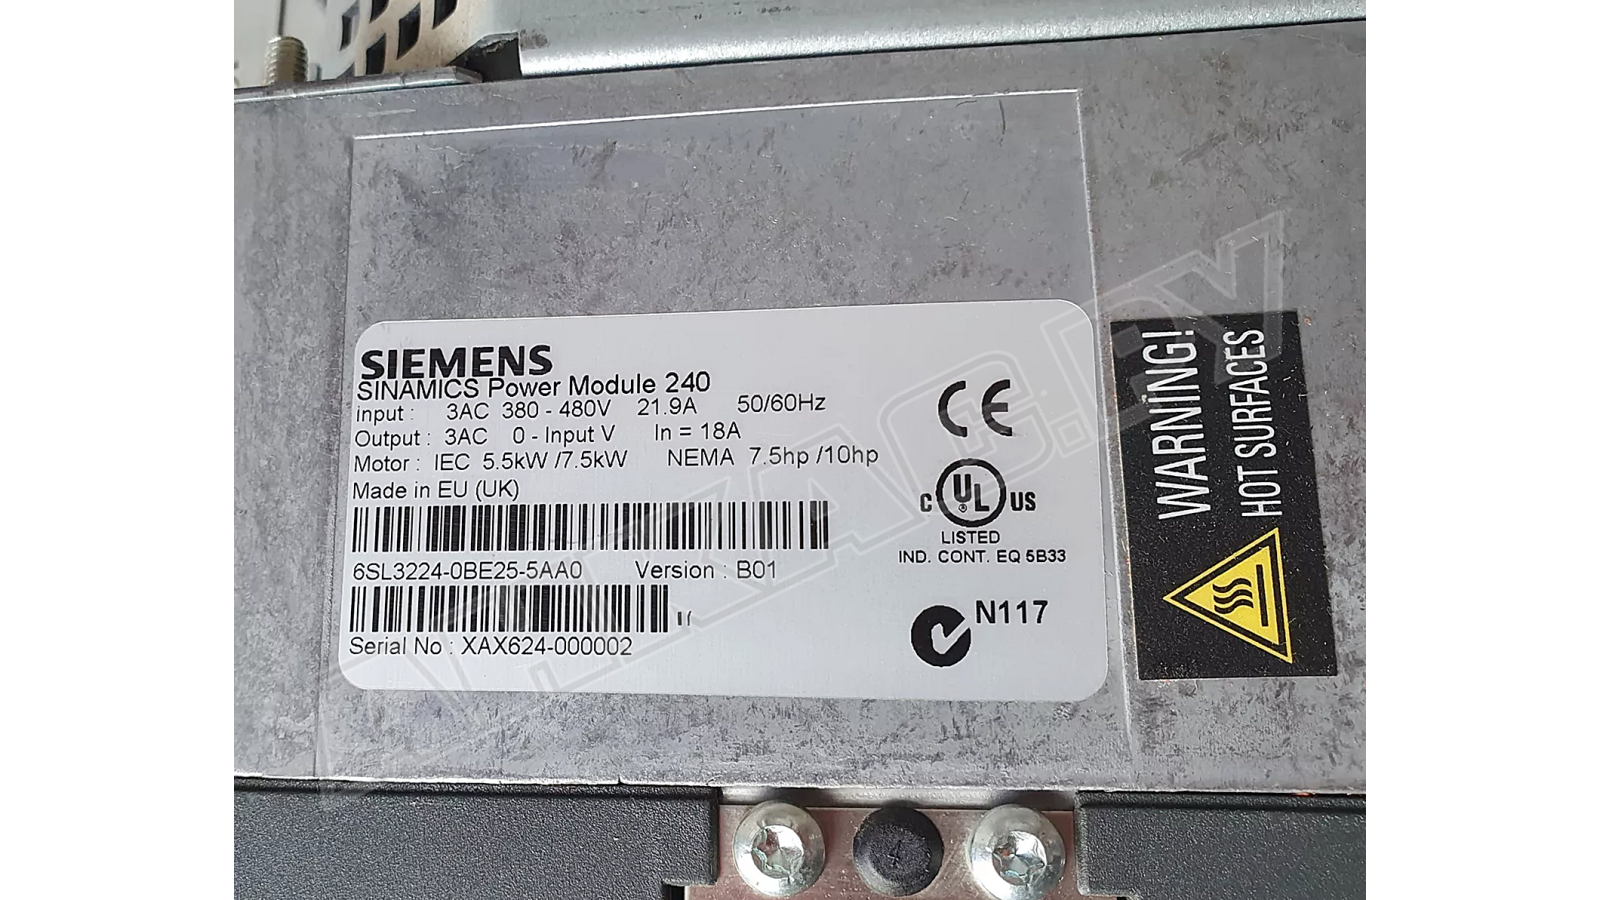 SIEMENS
SINAMICS Power Module 240
input : 3AC 380 - 480V 21.9A 50/60Hz
Output : 3AC 0 - Input V In = 18A
Motor : IEC 5.5kW /7.5kW NEMA 7.5hp /10hp
Made in EU (UK)
6SL3224-0BE25-5AA0 Version : B01
Serial No : XAX624-000002
CE
C UL US
®
LISTED
IND. CONT. EQ 5B33
N117
WARNING!
HOT SURFACES
4